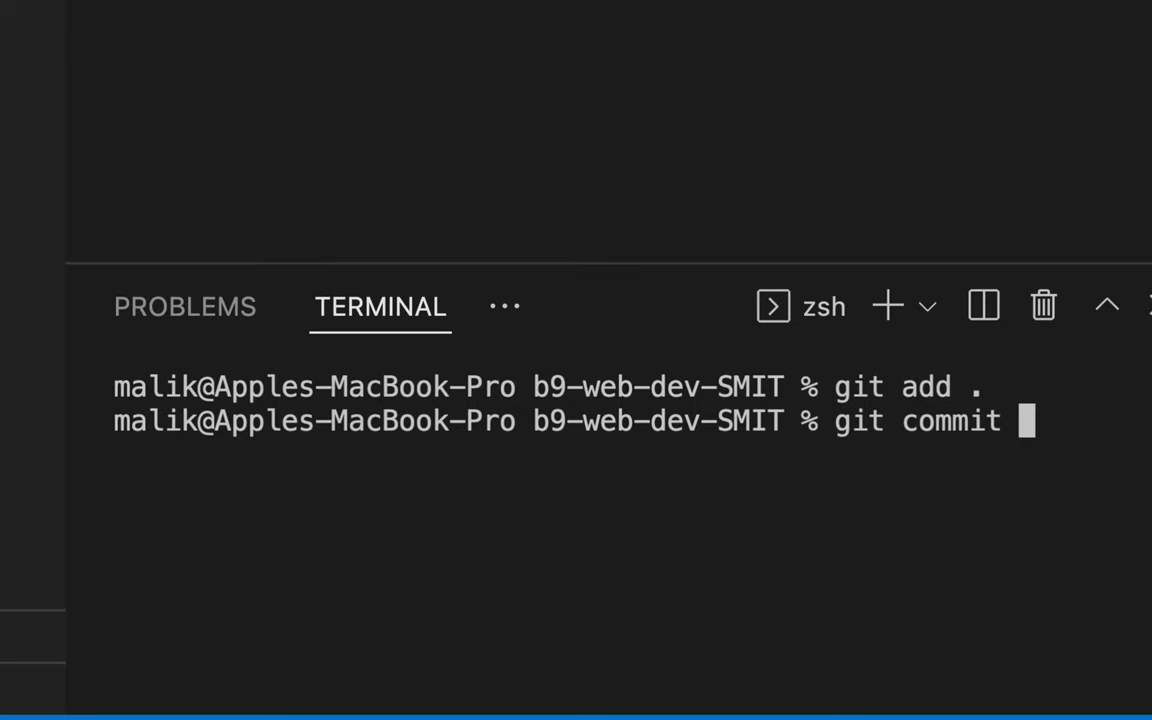 PROBLEMS TERMINAL ... zsh
malik@Apples-MacBook-Pro b9-web-dev-SMIT % git add .
malik@Apples-MacBook-Pro b9-web-dev-SMIT % git commit